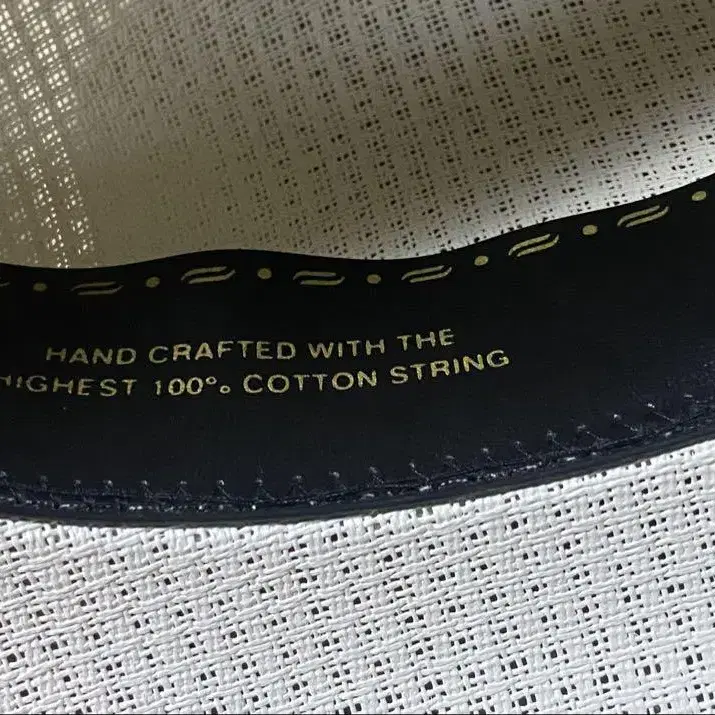 HAND CRAFTED WITH THE
HIGHEST 100% COTTON STRING